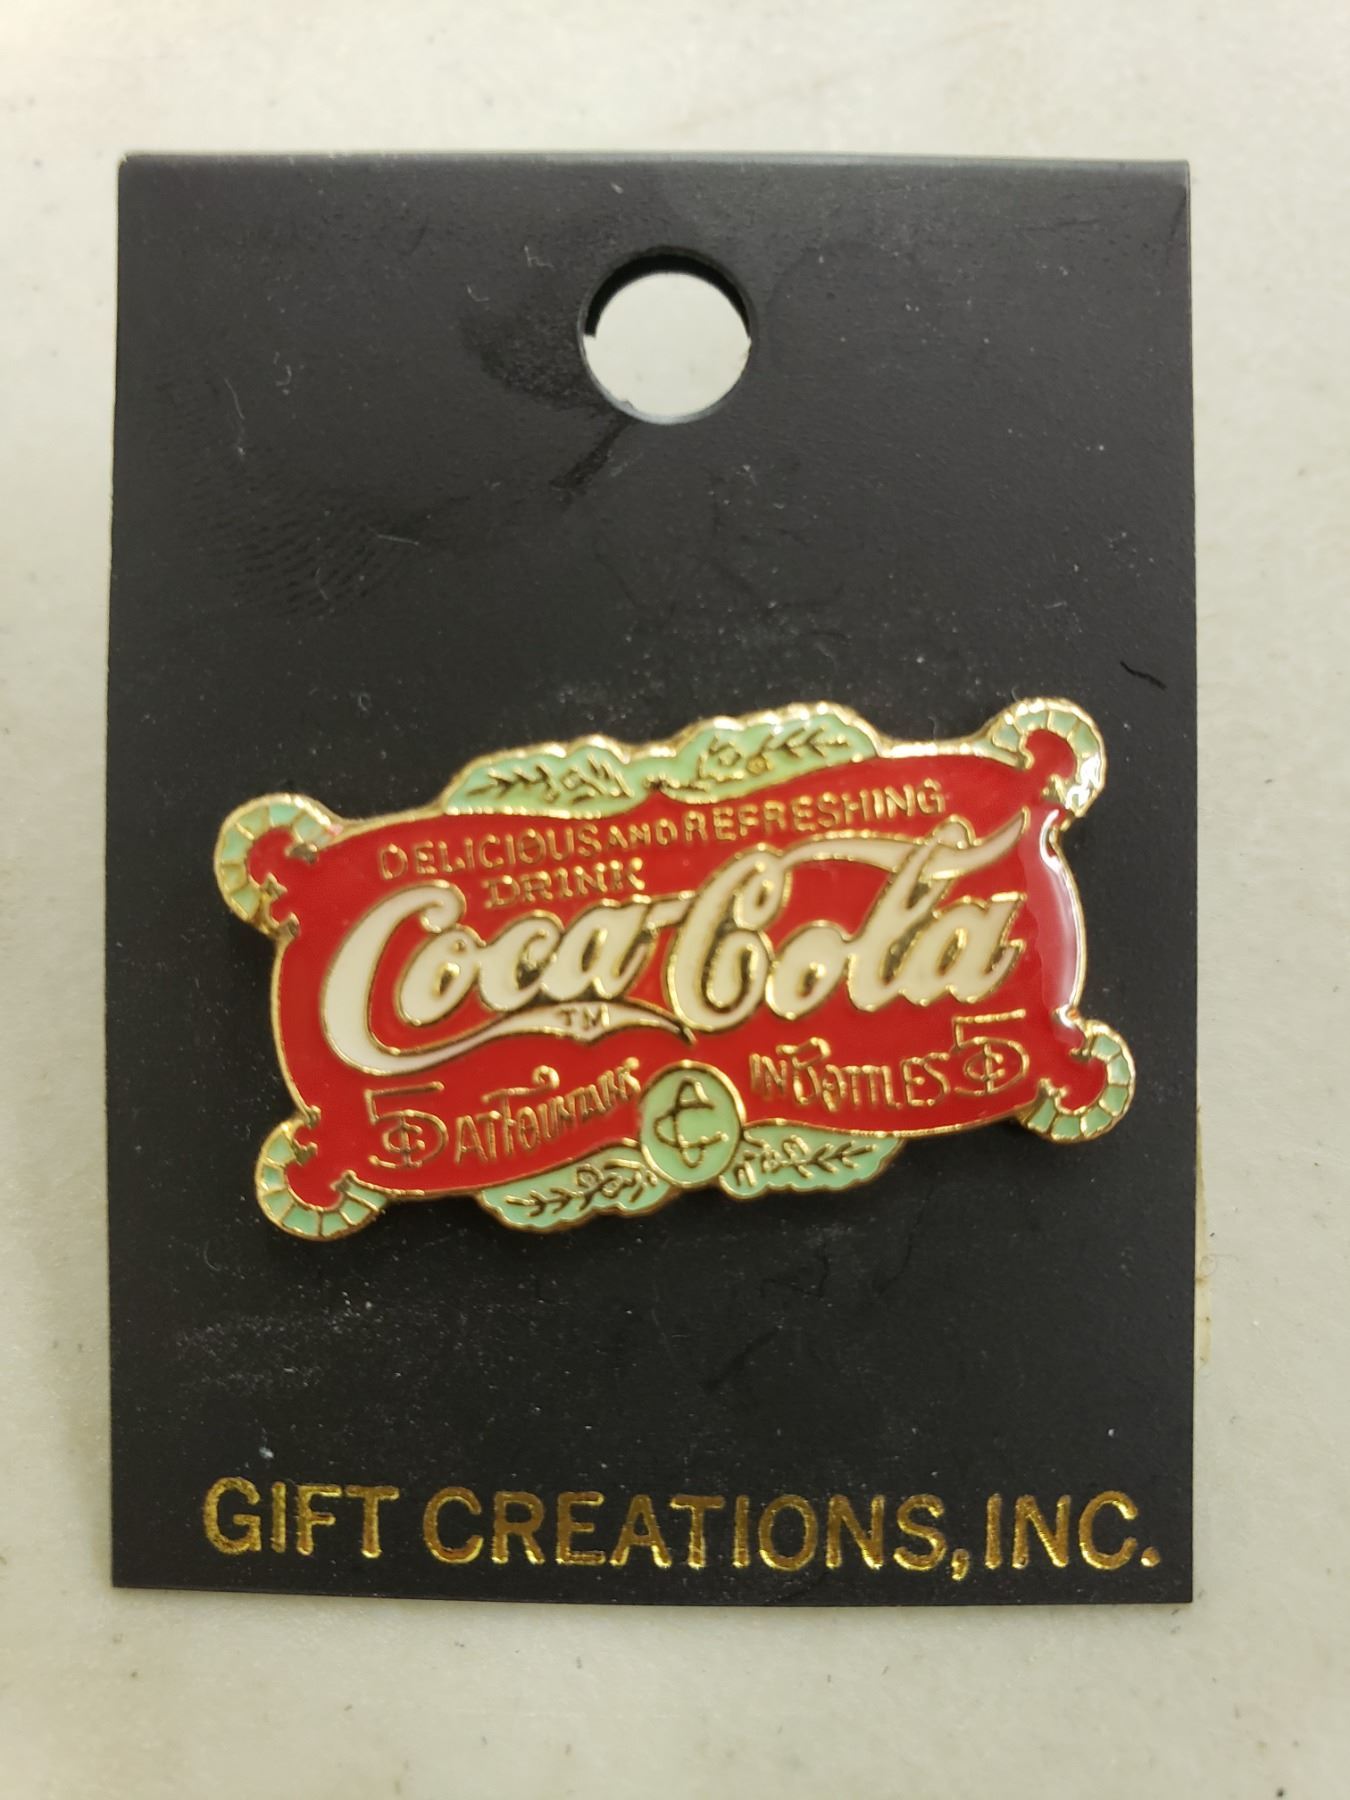 DELICIOUS AND REFRESHING
DRINK
Coca-Cola
TM
5¢ AT FOUNTAINS
IN BOTTLES 5¢
GIFT CREATIONS, INC.